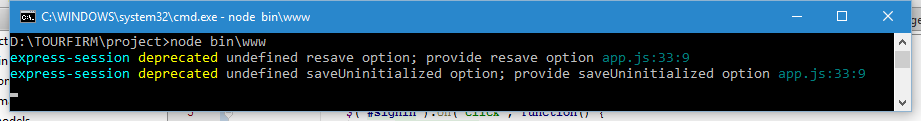 C:\WINDOWS\system32\cmd.exe - node bin\www
D:\TOURFIRM\project>node bin\www
express-session deprecated undefined resave option; provide resave option app.js:33:9
express-session deprecated undefined saveUninitialized option; provide saveUninitialized option app.js:33:9